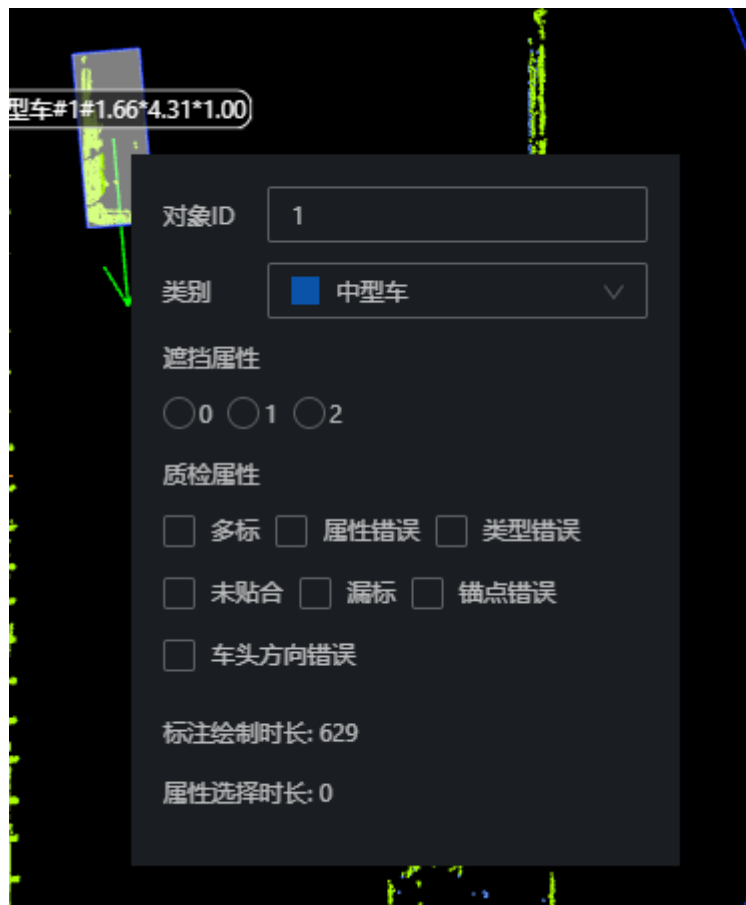 型车#1#1.66*4.31*1.00
对象ID 1
类别 中型车
遮挡属性
0 1 2
质检属性
多标 属性错误 类型错误
未贴合 漏标 锚点错误
车头方向错误
标注绘制时长: 629
属性选择时长: 0